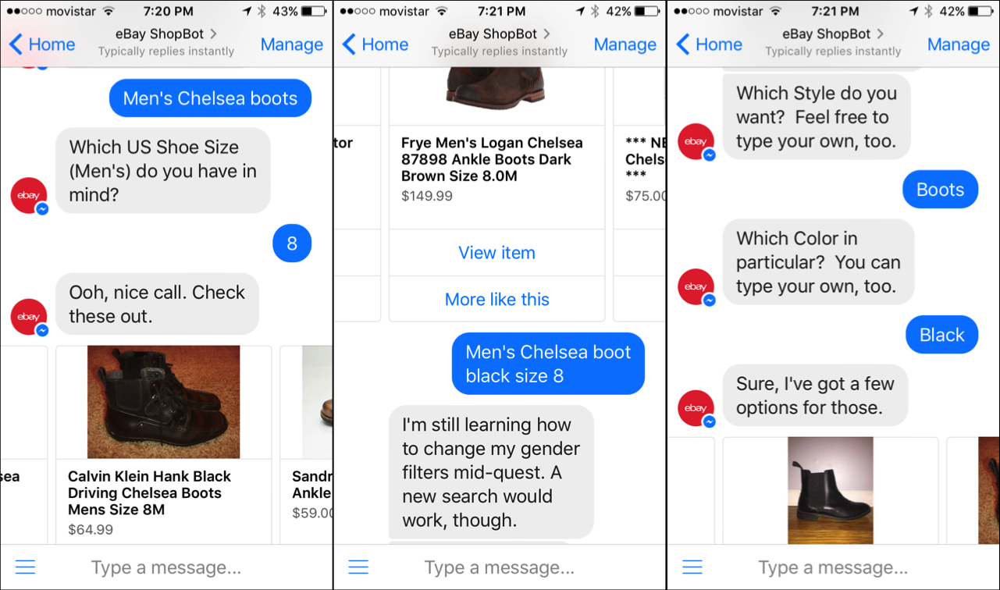 movistar 7:20 PM 43%
Home eBay ShopBot Manage
Typically replies instantly
Men's Chelsea boots
Which US Shoe Size
(Men's) do you have in
mind?
ebay
8
Ooh, nice call. Check
these out.
ebay
sea
Calvin Klein Hank Black
Driving Chelsea Boots
Mens Size 8M
$64.99
Sandr
Ankle
$59.00
Type a message...
movistar 7:21 PM 42%
Home eBay ShopBot Manage
Typically replies instantly
tor
Frye Men's Logan Chelsea
87898 Ankle Boots Dark
Brown Size 8.0M
$149.99
*** NE
Chels
***
$75.00
View item
More like this
Men's Chelsea boot
black size 8
I'm still learning how
to change my gender
filters mid-quest. A
new search would
work, though.
Type a message...
movistar 7:21 PM 42%
Home eBay ShopBot Manage
Typically replies instantly
Which Style do you
want? Feel free to
type your own, too.
ebay
Boots
Which Color in
particular? You can
type your own, too.
ebay
Black
Sure, I've got a few
options for those.
ebay
Type a message...